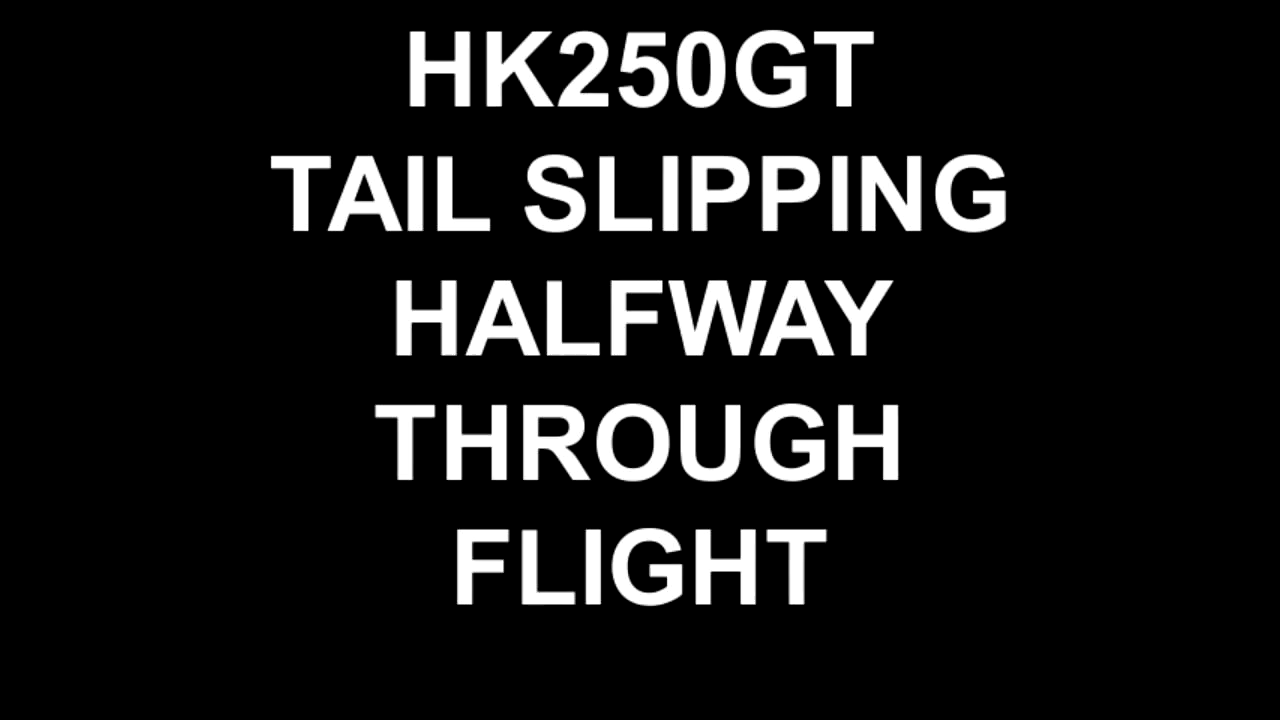 HK250GT
TAIL SLIPPING
HALFWAY
THROUGH
FLIGHT